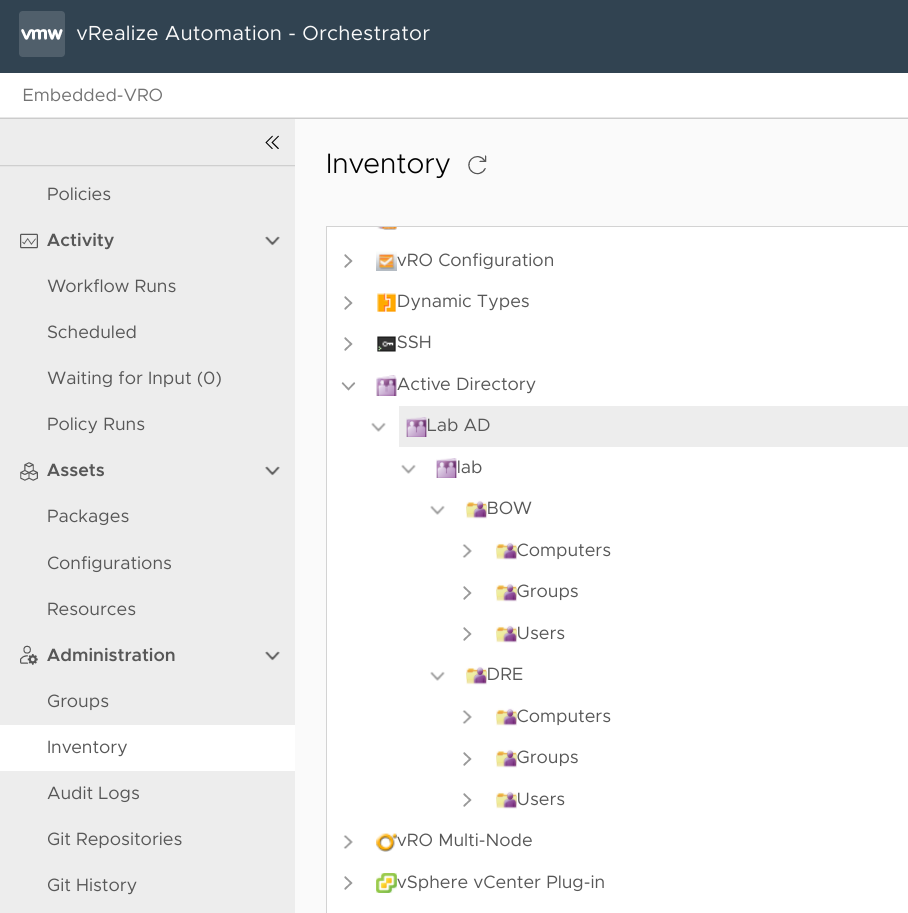 vmw vRealize Automation - Orchestrator
Embedded-VRO
Policies
Activity
Workflow Runs
Scheduled
Waiting for Input (0)
Policy Runs
Assets
Packages
Configurations
Resources
Administration
Groups
Inventory
Audit Logs
Git Repositories
Git History
Inventory
vRO Configuration
Dynamic Types
SSH
Active Directory
Lab AD
lab
BOW
Computers
Groups
Users
DRE
Computers
Groups
Users
vRO Multi-Node
vSphere vCenter Plug-in